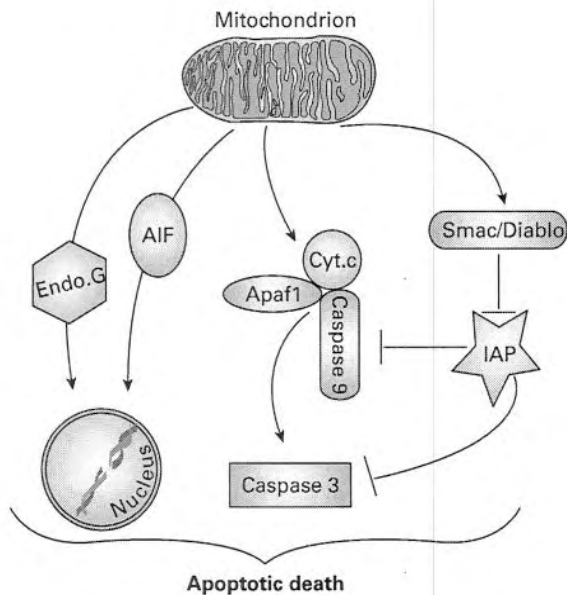 Mitochondrion
AIF
Smac/Diablo
Endo.G
Cyt.c
Apaf1
Caspase 9
IAP
Nucleus
Caspase 3
Apoptotic death